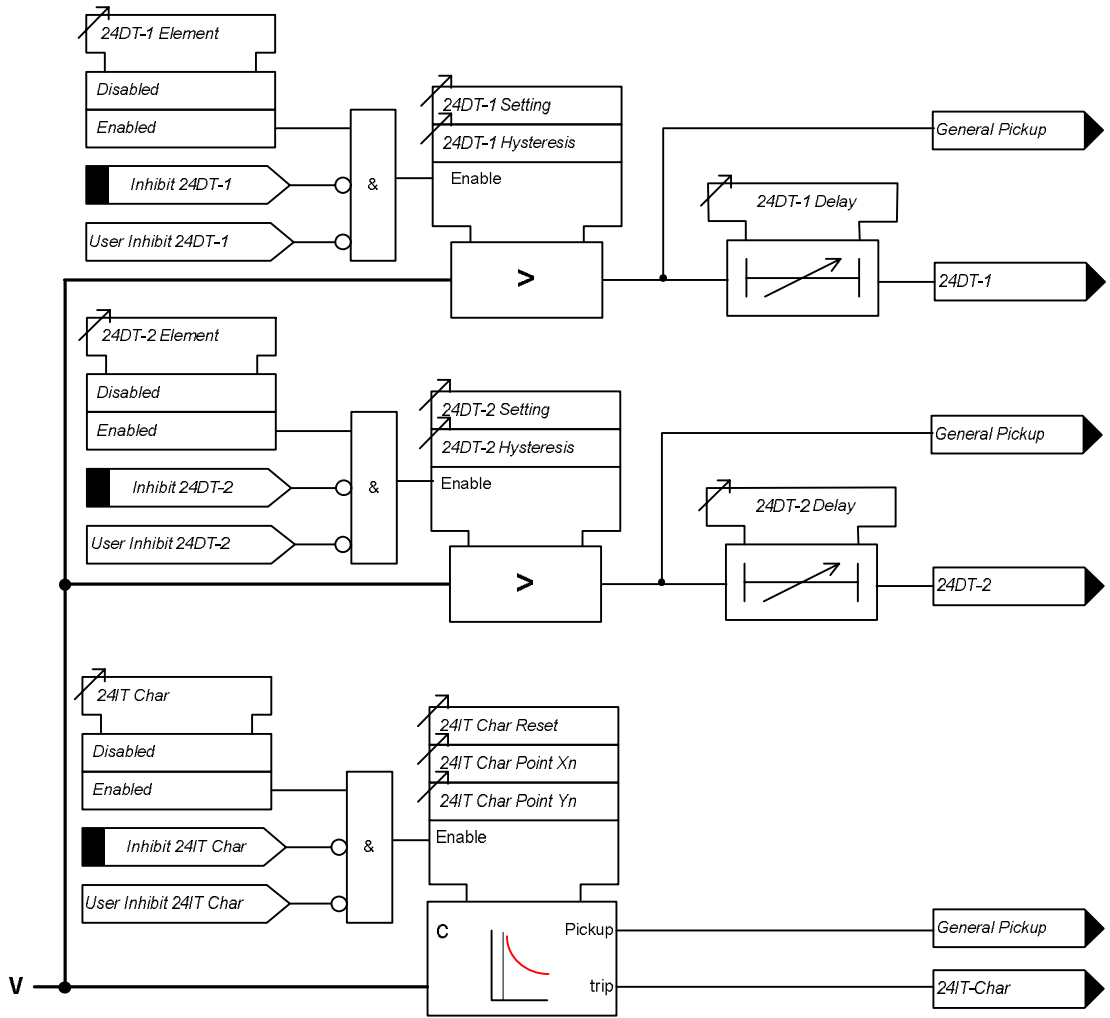 24DT-1 Element
Disabled
Enabled
Inhibit 24DT-1
User Inhibit 24DT-1
&
24DT-1 Setting
24DT-1 Hysteresis
Enable
>
General Pickup
24DT-1 Delay
24DT-1
24DT-2 Element
Disabled
Enabled
Inhibit 24DT-2
User Inhibit 24DT-2
&
24DT-2 Setting
24DT-2 Hysteresis
Enable
>
General Pickup
24DT-2 Delay
24DT-2
24IT Char
Disabled
Enabled
Inhibit 24IT Char
User Inhibit 24IT Char
&
24IT Char Reset
24IT Char Point Xn
24IT Char Point Yn
Enable
C
Pickup
trip
General Pickup
24IT-Char
V